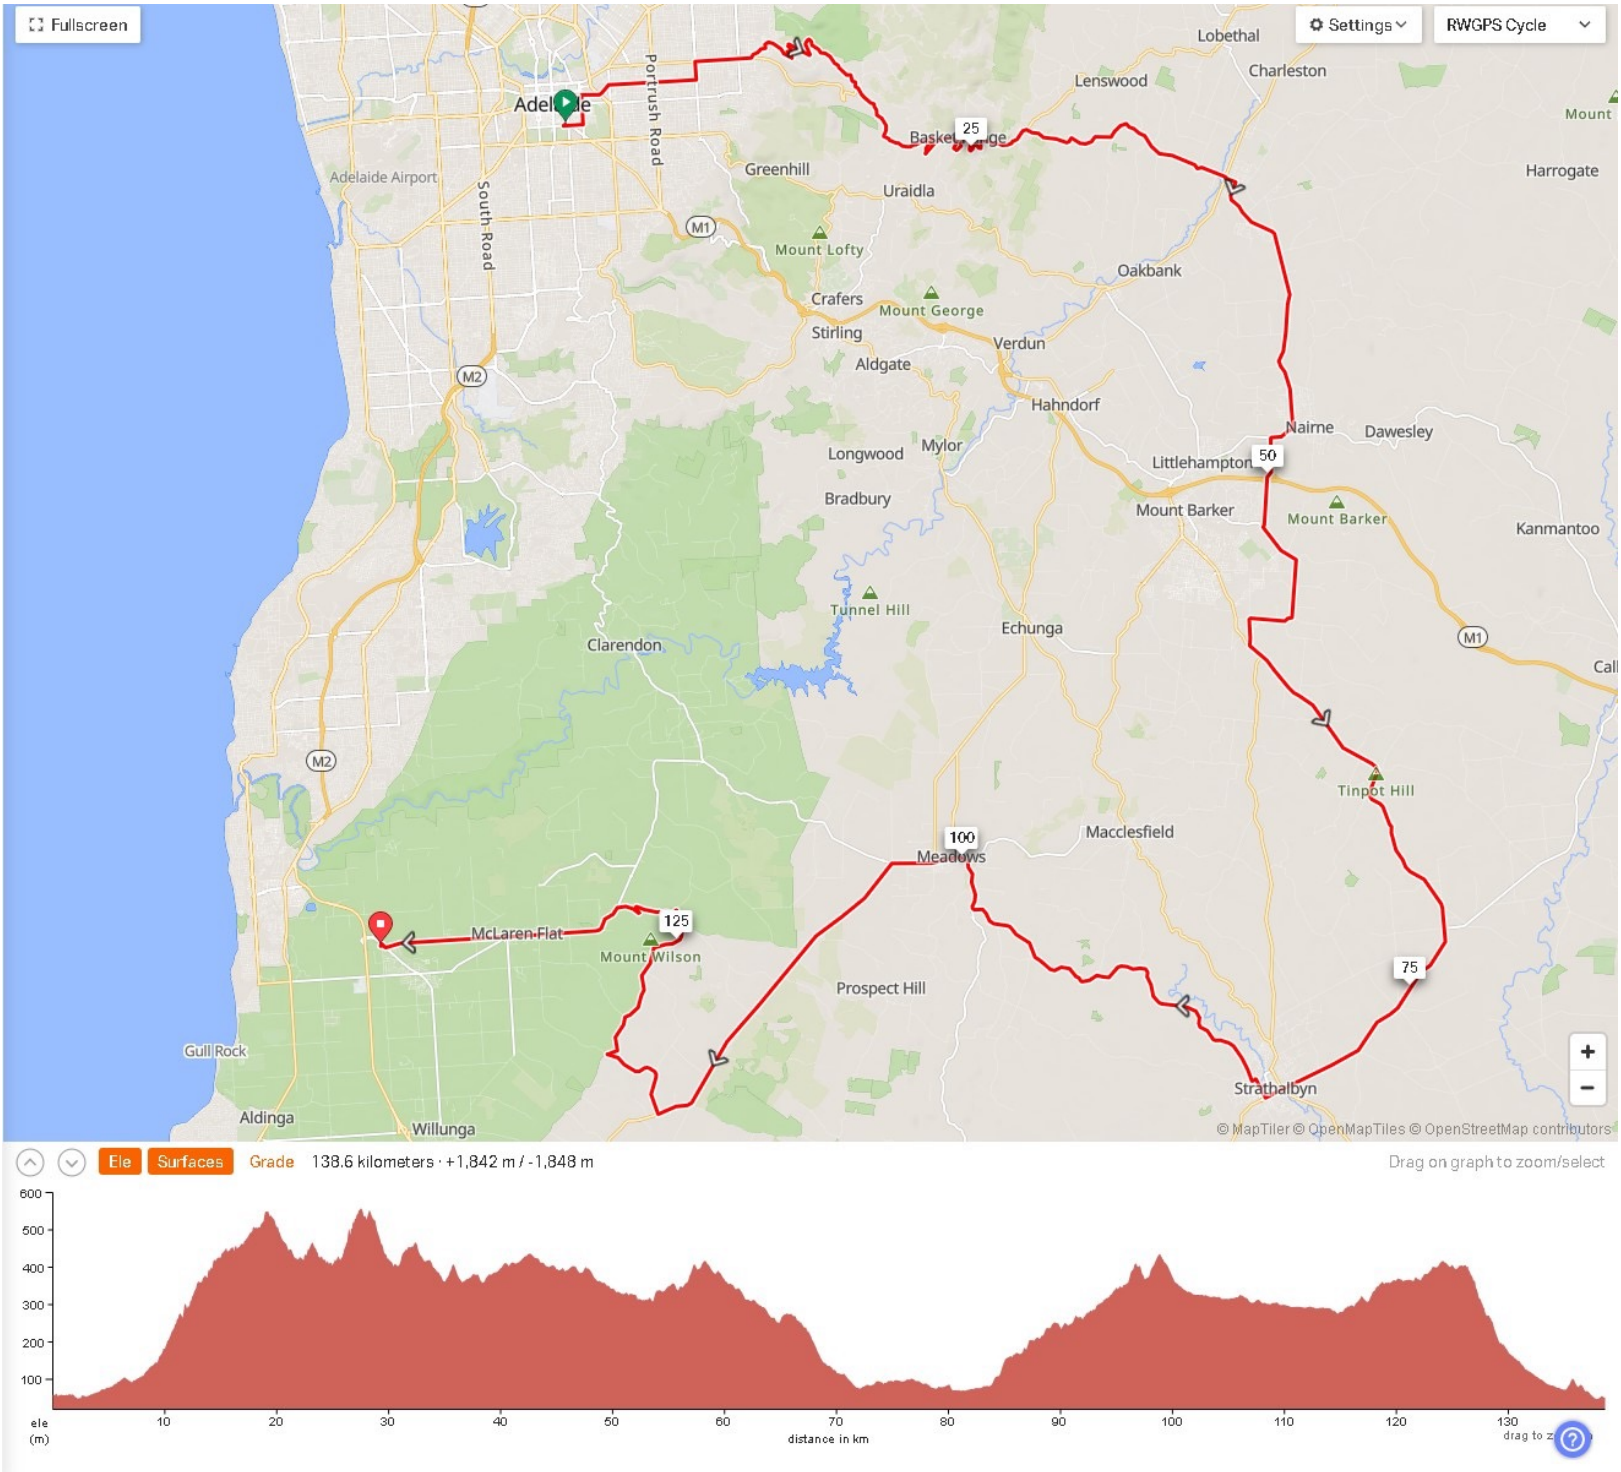 Fullscreen
Settings
RWGPS Cycle
Lobethal
Charleston
Lenswood
Portrush Road
Adelaide
25
Mount
Greenhill
Harrogate
Adelaide Airport
Uraidla
South Road
M1
Mount Lofty
Oakbank
Crafers
Mount George
Stirling
Verdun
Aldgate
M2
Hahndorf
Nairne
Dawesley
Longwood
Mylor
50
Littlehampton
Bradbury
Mount Barker
Mount Barker
Kanmantoo
Tunnel Hill
Echunga
Clarendon
M1
Call
M2
Tinpot Hill
100
Macclesfield
Meadows
125
McLaren Flat
Mount Wilson
75
Prospect Hill
Gull Rock
+
−
Strathalbyn
Aldinga
Willunga
© MapTiler © OpenMapTiles © OpenStreetMap contributors
Ele
Surfaces
Grade
138.6 kilometers · +1,842 m / -1,848 m
Drag on graph to zoom/select
600
500
400
300
200
100
ele
(m)
10 20 30 40 50 60 70 80 90 100 110 120 130
distance in km
drag to z
?